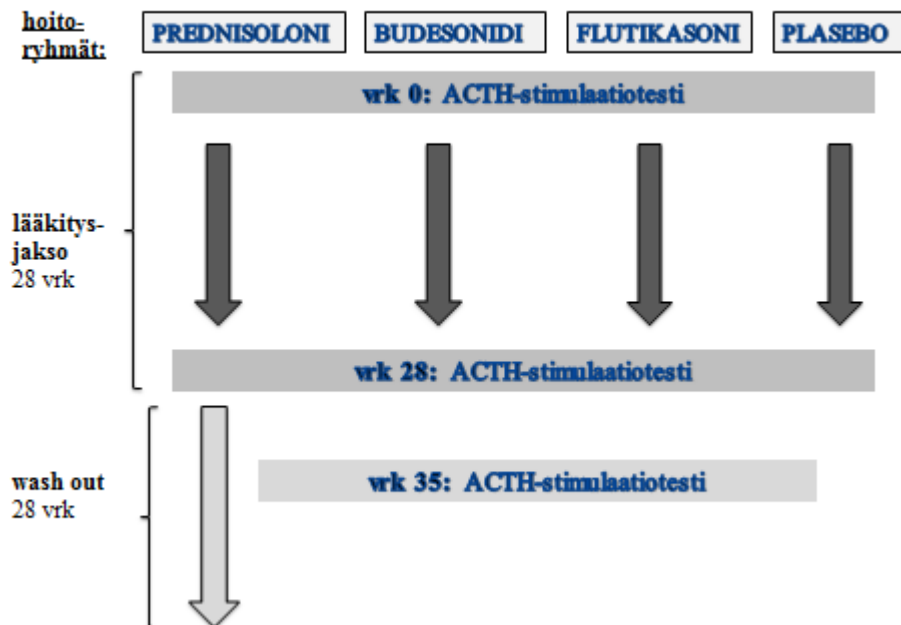 hoito-
ryhmät:
PREDNISOLONI
BUDESONIDI
FLUTIKASONI
PLASEBO
vrk 0: ACTH-stimulaatiotesti
lääkitys-
jakso
28 vrk
vrk 28: ACTH-stimulaatiotesti
wash out
28 vrk
vrk 35: ACTH-stimulaatiotesti